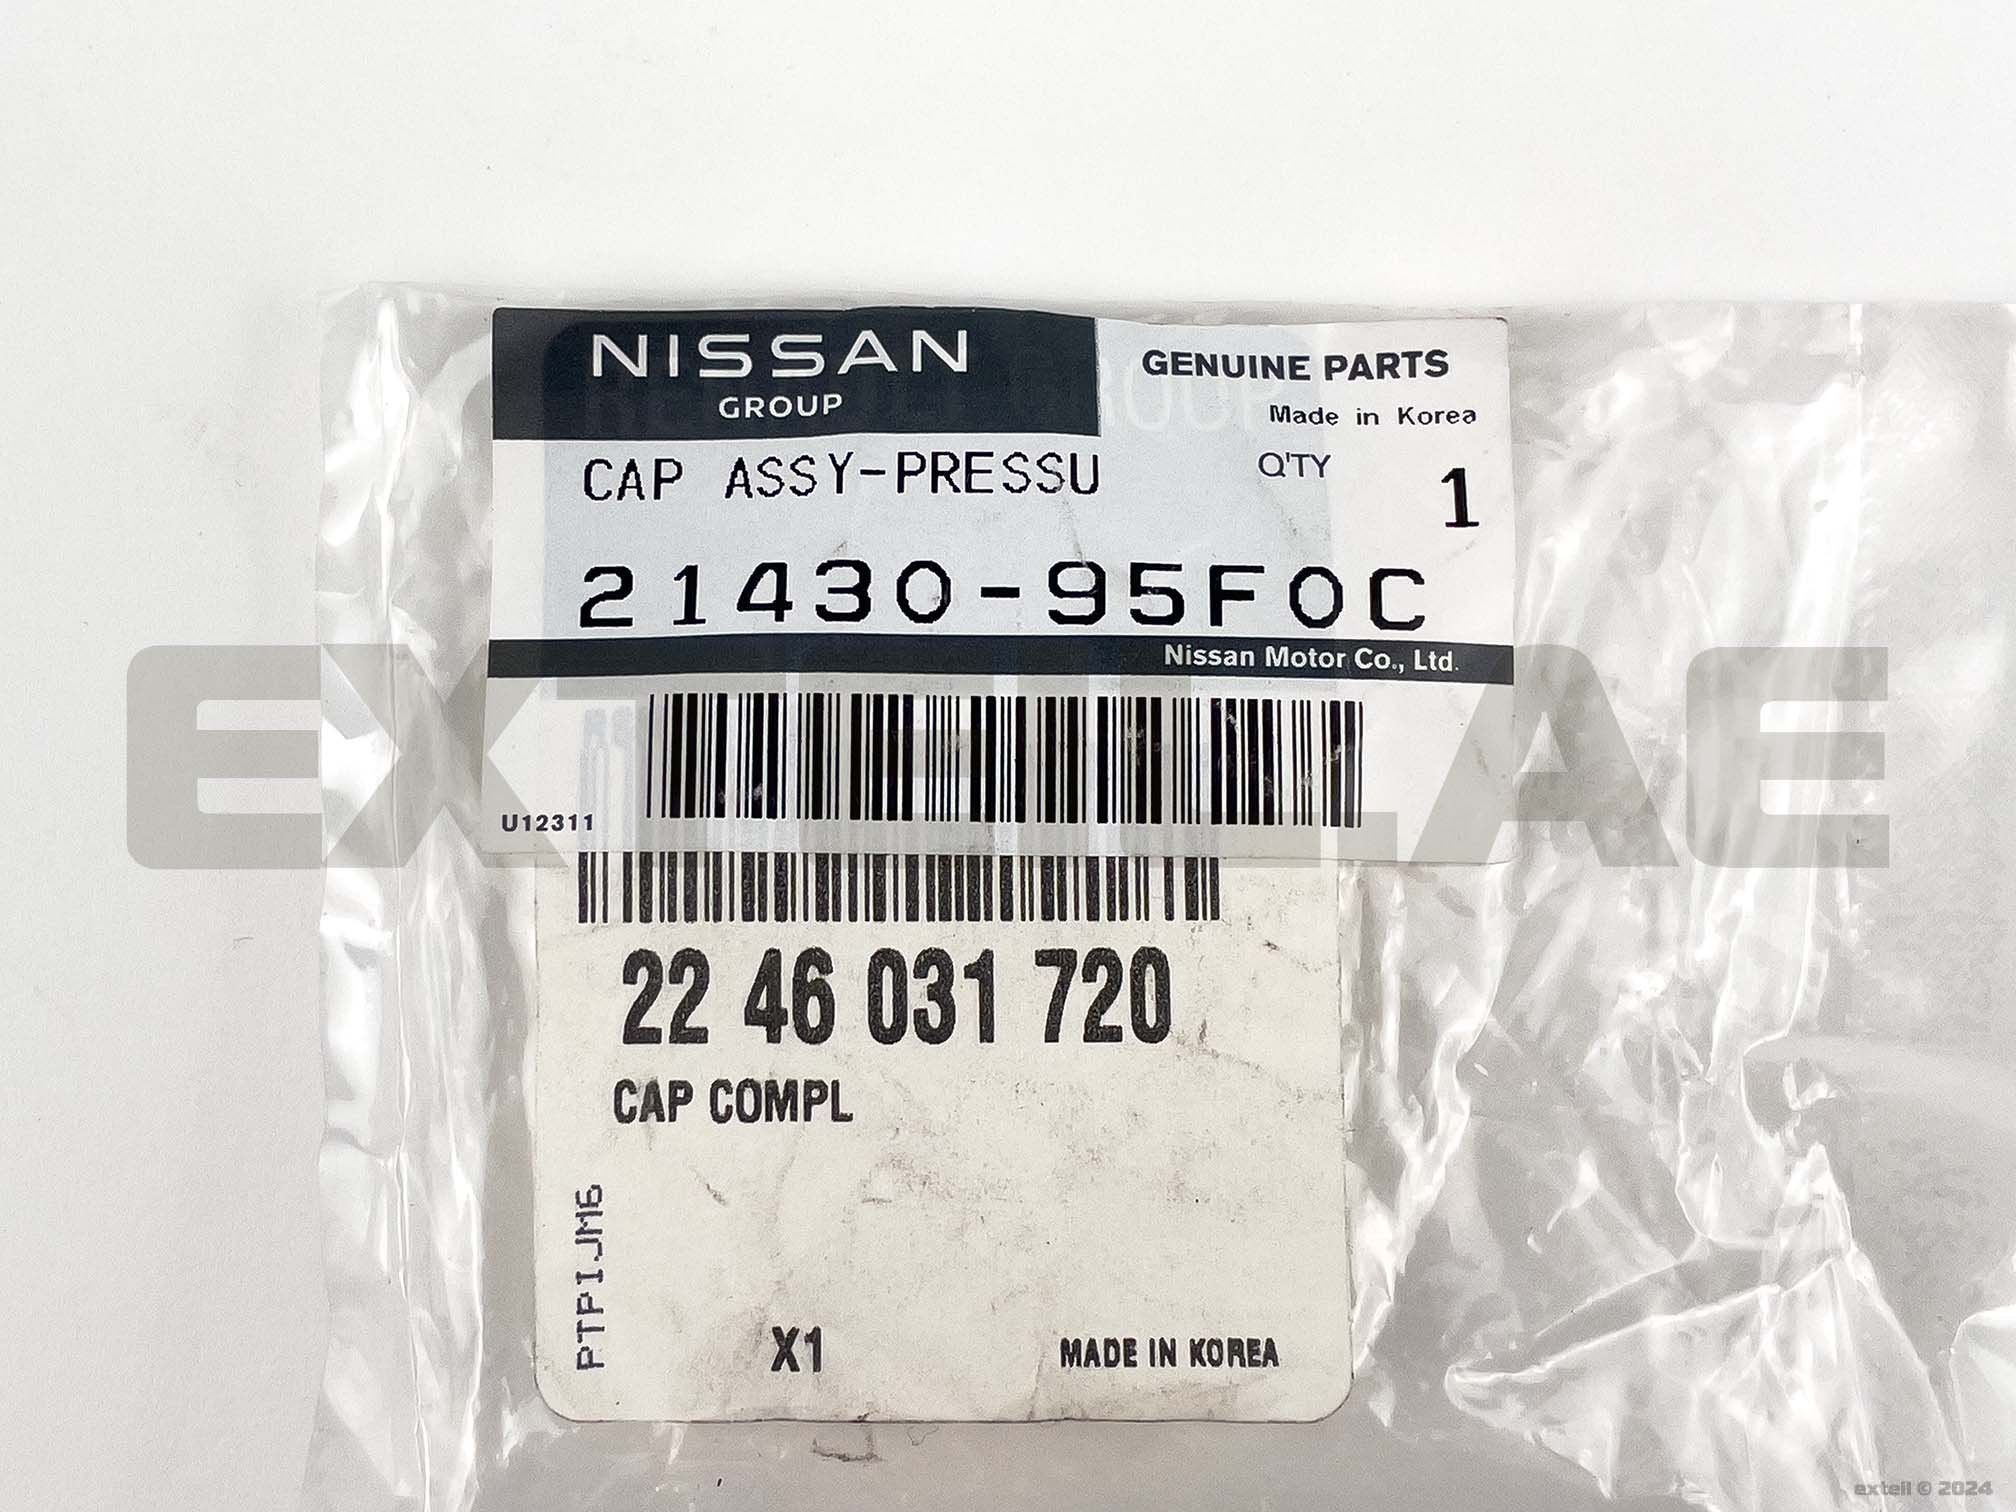 NISSAN
GROUP
GENUINE PARTS
Made in Korea
CAP ASSY-PRESSU
Q'TY
1
21430-95F0C
Nissan Motor Co., Ltd.
U12311
22 46 031 720
CAP COMPL
PTPIJM6
X1
MADE IN KOREA
exteil © 2024